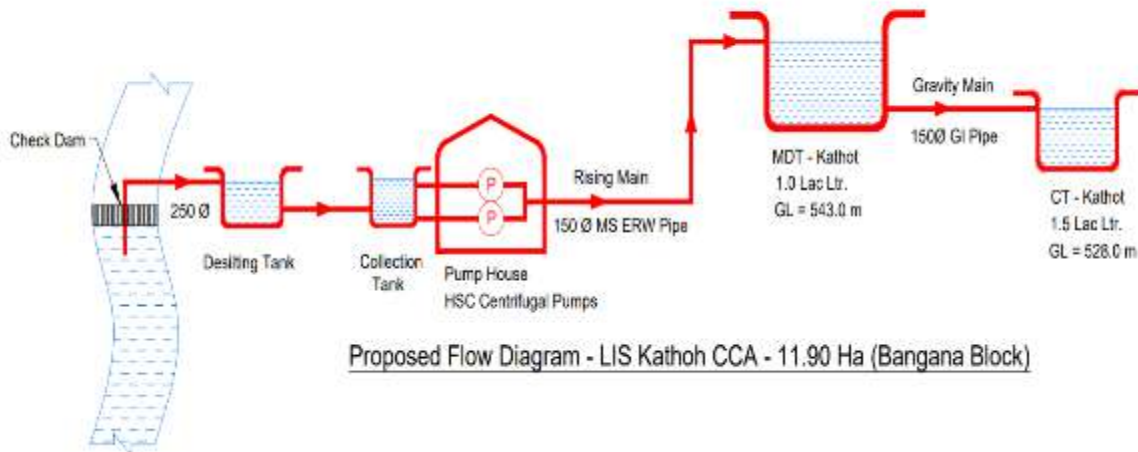 Check Dam
250 Ø
Desilting Tank
Collection
Tank
P
P
Pump House
HSC Centrifugal Pumps
Rising Main
150 Ø MS ERW Pipe
MDT - Kathot
1.0 Lac Ltr.
GL = 543.0 m
Gravity Main
150Ø GI Pipe
CT - Kathot
1.5 Lac Ltr.
GL = 528.0 m
Proposed Flow Diagram - LIS Kathoh CCA - 11.90 Ha (Bangana Block)